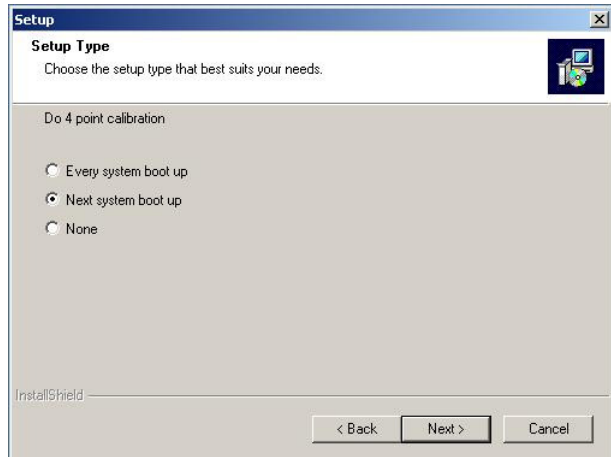 Setup
Setup Type
Choose the setup type that best suits your needs.
Do 4 point calibration
Every system boot up
Next system boot up
None
InstallShield
< Back Next > Cancel